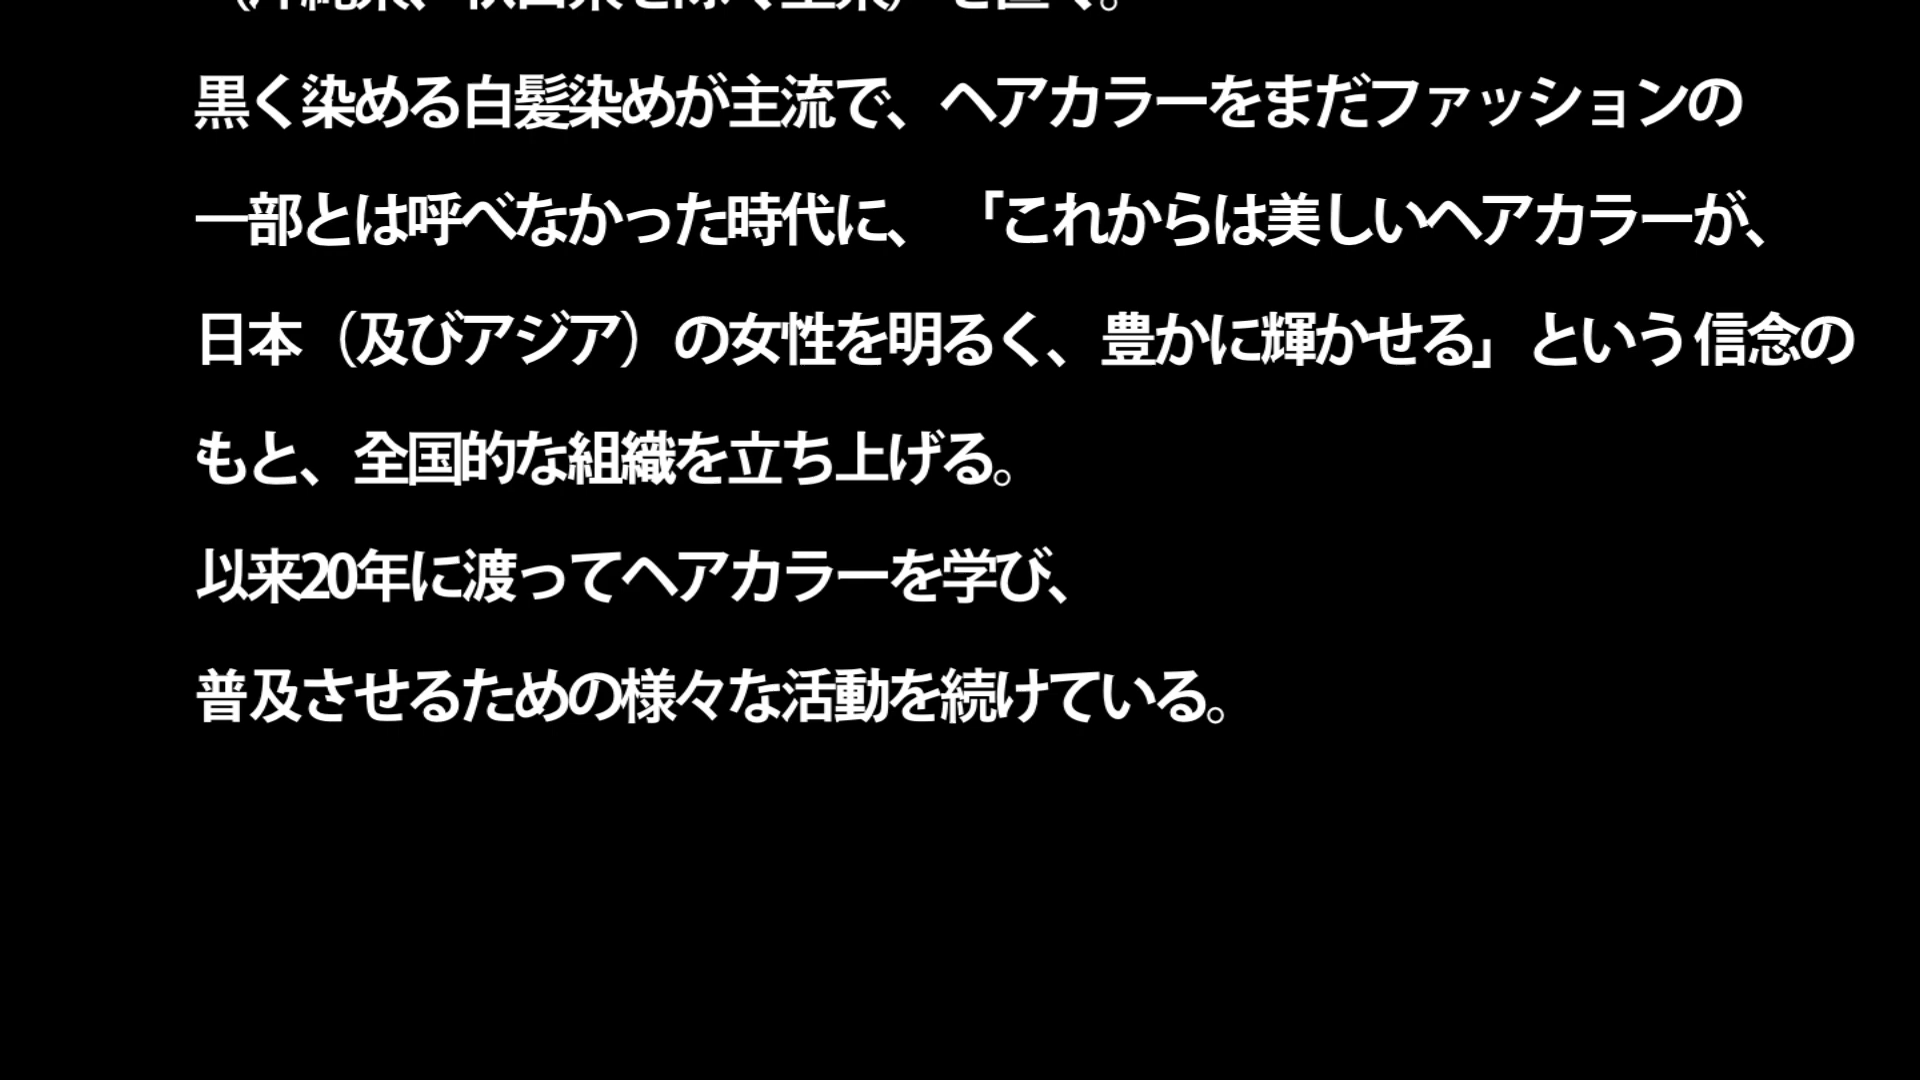 黒く染める白髪染めが主流で、ヘアカラーをまだファッションの
一部とは呼べなかった時代に、「これからは美しいヘアカラーが、
日本（及びアジア）の女性を明るく、豊かに輝かせる」という信念の
もと、全国的な組織を立ち上げる。
以来20年に渡ってヘアカラーを学び、
普及させるための様々な活動を続けている。